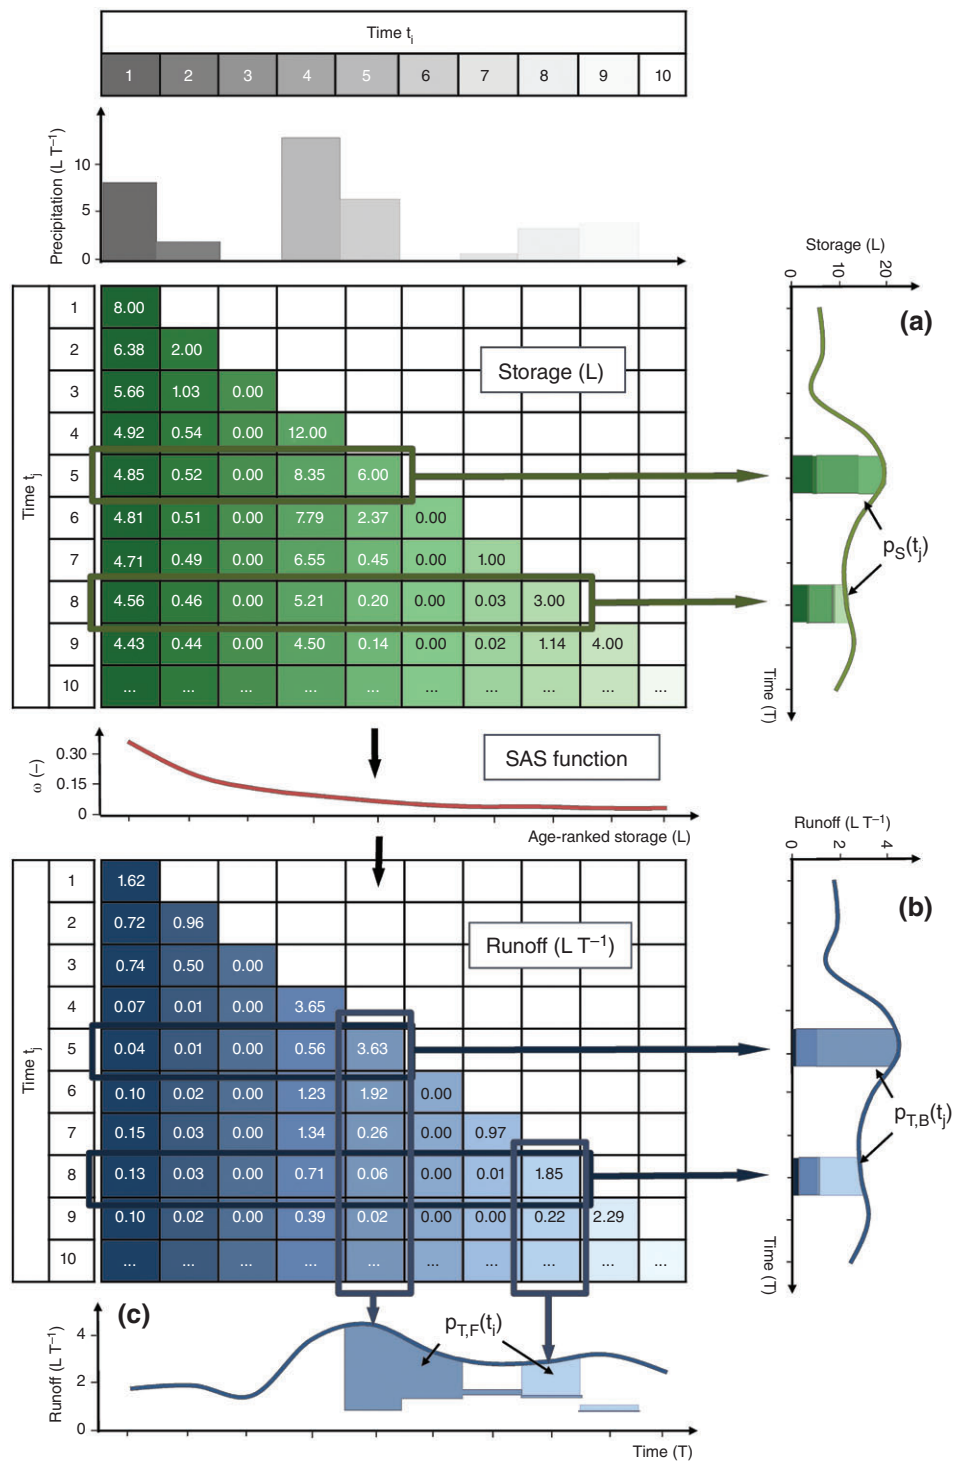 Time tᵢ
1 2 3 4 5 6 7 8 9 10
Precipitation (L T⁻¹)
10
5
0
Storage (L)
0 10 20
(a)
Time tⱼ
1 8.00
2 6.38 2.00
Storage (L)
3 5.66 1.03 0.00
4 4.92 0.54 0.00 12.00
5 4.85 0.52 0.00 8.35 6.00
6 4.81 0.51 0.00 7.79 2.37 0.00
7 4.71 0.49 0.00 6.55 0.45 0.00 1.00
8 4.56 0.46 0.00 5.21 0.20 0.00 0.03 3.00
9 4.43 0.44 0.00 4.50 0.14 0.00 0.02 1.14 4.00
10 ... ... ... ... ... ... ... ... ... ...
pS(tⱼ)
Time (T)
ω (–)
0.30
0.15
0
SAS function
Age-ranked storage (L)
Runoff (L T⁻¹)
0 2 4
(b)
Time tⱼ
1 1.62
2 0.72 0.96
Runoff (L T⁻¹)
3 0.74 0.50 0.00
4 0.07 0.01 0.00 3.65
5 0.04 0.01 0.00 0.56 3.63
6 0.10 0.02 0.00 1.23 1.92 0.00
7 0.15 0.03 0.00 1.34 0.26 0.00 0.97
8 0.13 0.03 0.00 0.71 0.06 0.00 0.01 1.85
9 0.10 0.02 0.00 0.39 0.02 0.00 0.00 0.22 2.29
10 ... ... ... ... ... ... ... ... ... ...
pT,B(tⱼ)
Time (T)
(c)
Runoff (L T⁻¹)
4
2
0
pT,F(tᵢ)
Time (T)